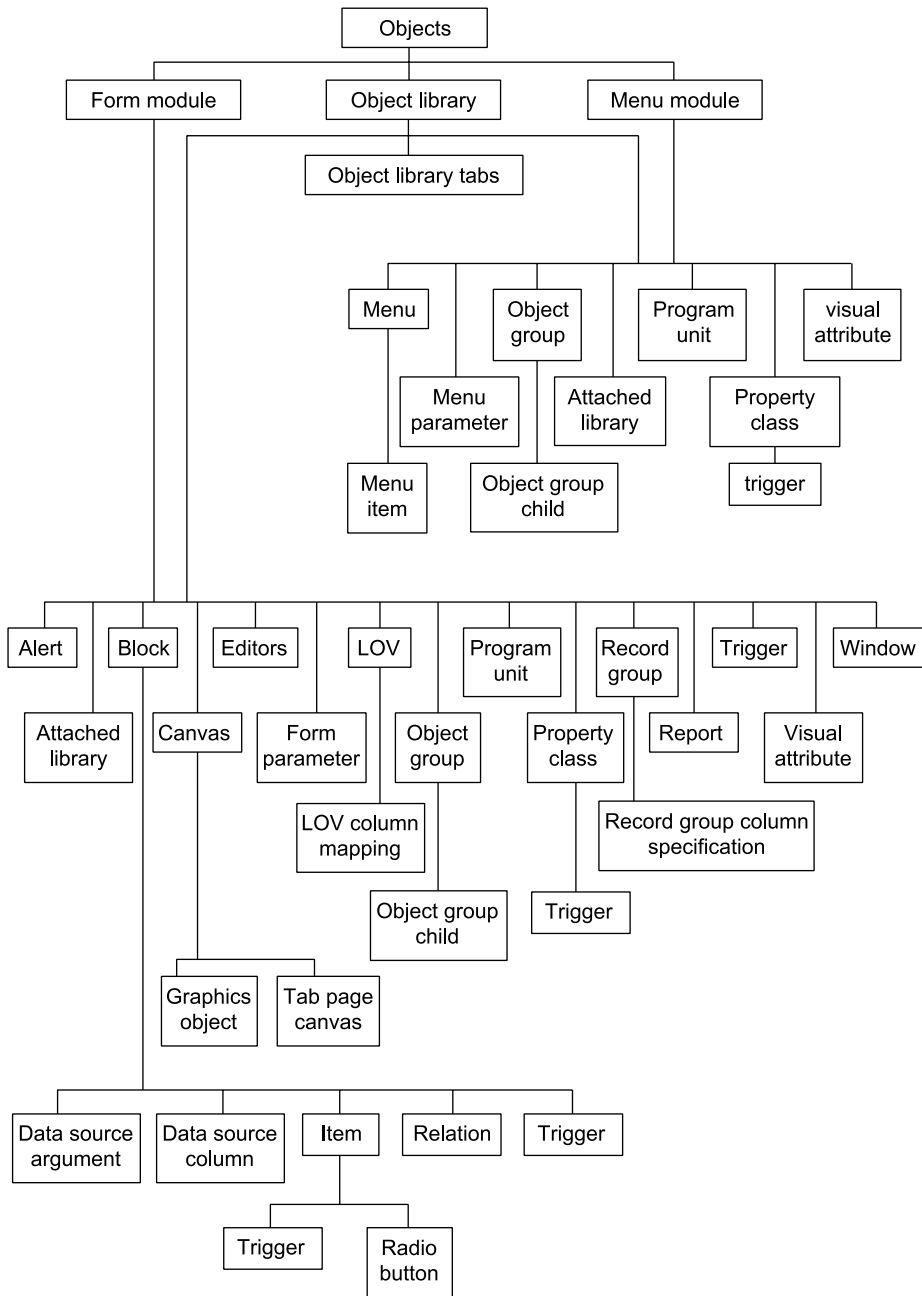 Objects
Form module
Object library
Menu module
Object library tabs
Menu
Object
group
Program
unit
visual
attribute
Menu
parameter
Attached
library
Property
class
Menu
item
Object group
child
trigger
Alert
Block
Editors
LOV
Program
unit
Record
group
Trigger
Window
Attached
library
Canvas
Form
parameter
Object
group
Property
class
Report
Visual
attribute
LOV column
mapping
Record group column
specification
Object group
child
Trigger
Graphics
object
Tab page
canvas
Data source
argument
Data source
column
Item
Relation
Trigger
Trigger
Radio
button